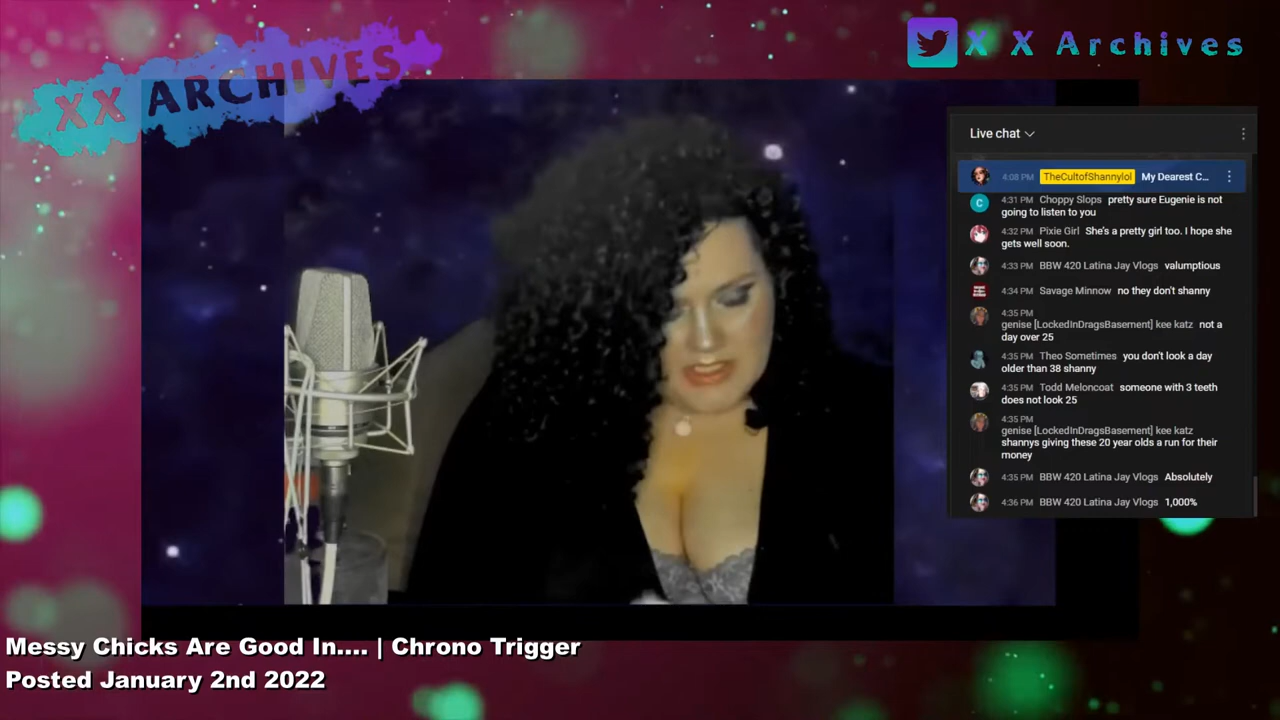 XX ARCHIVES
X X Archives
Live chat
4:08 PM TheCultofShannylol My Dearest C...
4:31 PM Choppy Slops pretty sure Eugenie is not
going to listen to you
4:32 PM Pixie Girl She's a pretty girl too. I hope she
gets well soon.
4:33 PM BBW 420 Latina Jay Vlogs valumptious
4:34 PM Savage Minnow no they don't shanny
4:35 PM
genise [LockedInDragsBasement] kee katz not a
day over 25
4:35 PM Theo Sometimes you don't look a day
older than 38 shanny
4:35 PM Todd Meloncoat someone with 3 teeth
does not look 25
4:35 PM
genise [LockedInDragsBasement] kee katz
shannys giving these 20 year olds a run for their
money
4:35 PM BBW 420 Latina Jay Vlogs Absolutely
4:36 PM BBW 420 Latina Jay Vlogs 1,000%
C
Messy Chicks Are Good In.... | Chrono Trigger
Posted January 2nd 2022